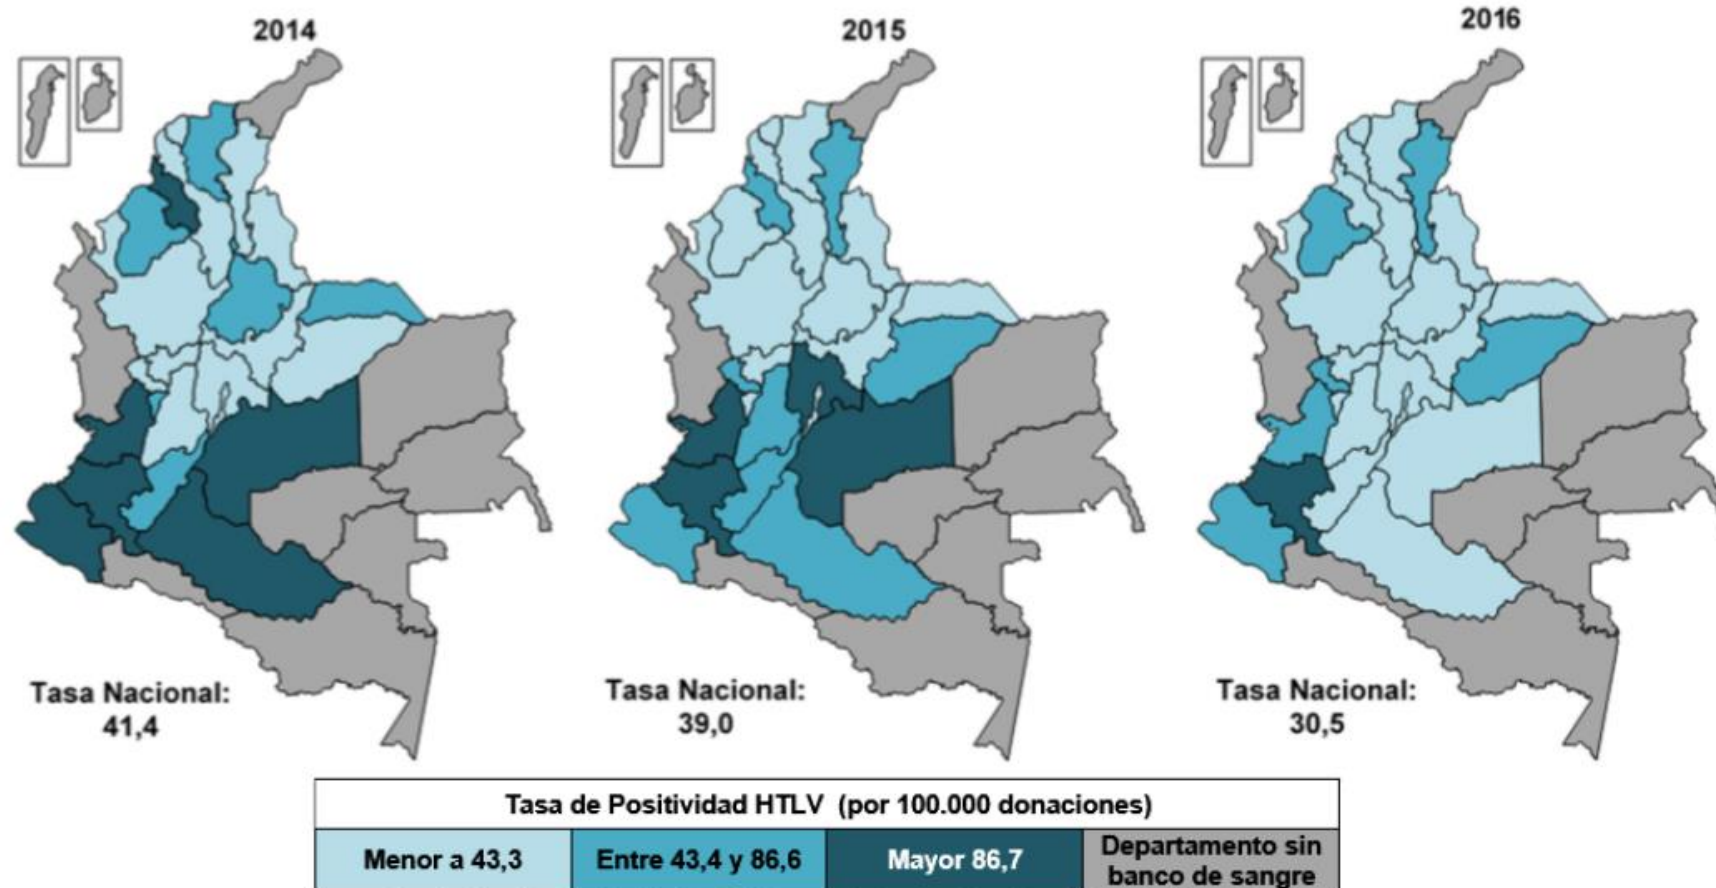 2014
2015
2016
Tasa Nacional:
41,4
Tasa Nacional:
39,0
Tasa Nacional:
30,5
Tasa de Positividad HTLV (por 100.000 donaciones)
Menor a 43,3
Entre 43,4 y 86,6
Mayor 86,7
Departamento sin
banco de sangre